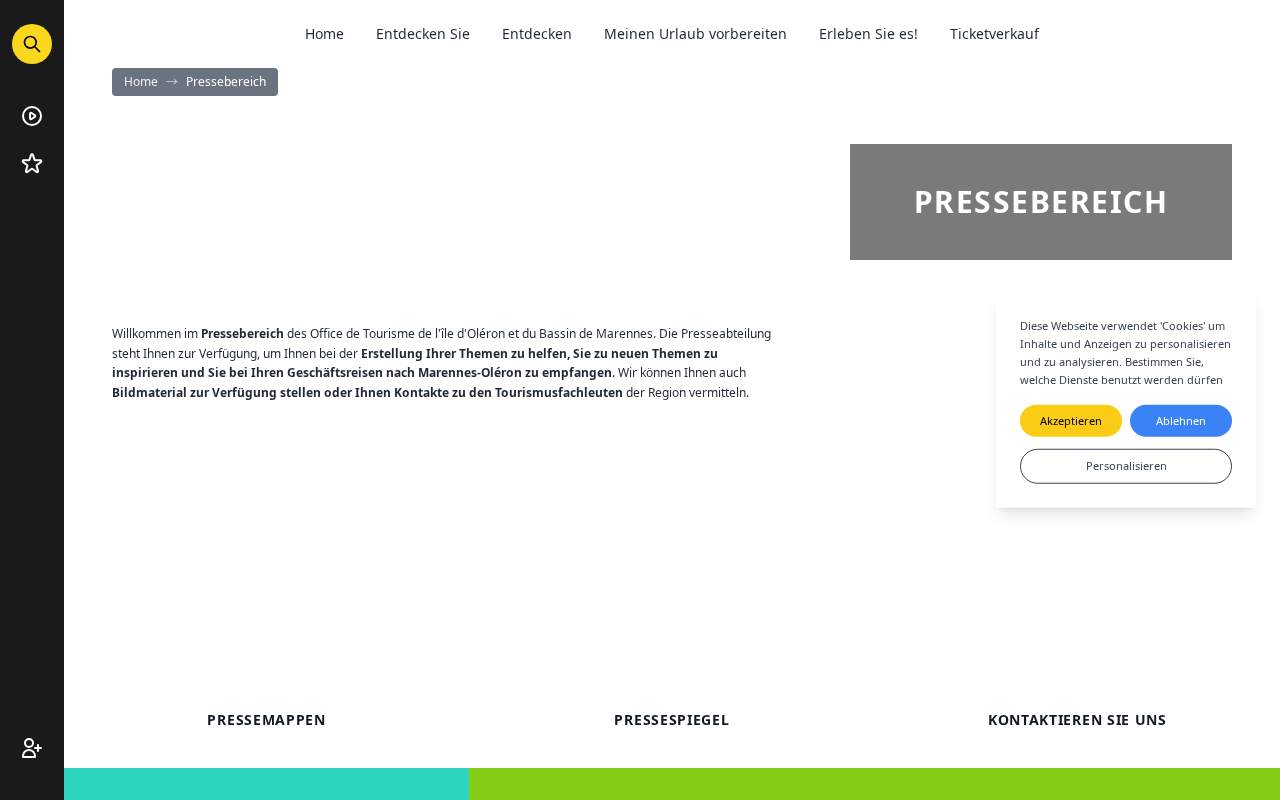 Home
Entdecken Sie
Entdecken
Meinen Urlaub vorbereiten
Erleben Sie es!
Ticketverkauf
Home → Pressebereich
PRESSEBEREICH
Willkommen im Pressebereich des Office de Tourisme de l'île d'Oléron et du Bassin de Marennes. Die Presseabteilung
steht Ihnen zur Verfügung, um Ihnen bei der Erstellung Ihrer Themen zu helfen, Sie zu neuen Themen zu
inspirieren und Sie bei Ihren Geschäftsreisen nach Marennes-Oléron zu empfangen. Wir können Ihnen auch
Bildmaterial zur Verfügung stellen oder Ihnen Kontakte zu den Tourismusfachleuten der Region vermitteln.
Diese Webseite verwendet 'Cookies' um
Inhalte und Anzeigen zu personalisieren
und zu analysieren. Bestimmen Sie,
welche Dienste benutzt werden dürfen
Akzeptieren
Ablehnen
Personalisieren
PRESSEMAPPEN
PRESSESPIEGEL
KONTAKTIEREN SIE UNS